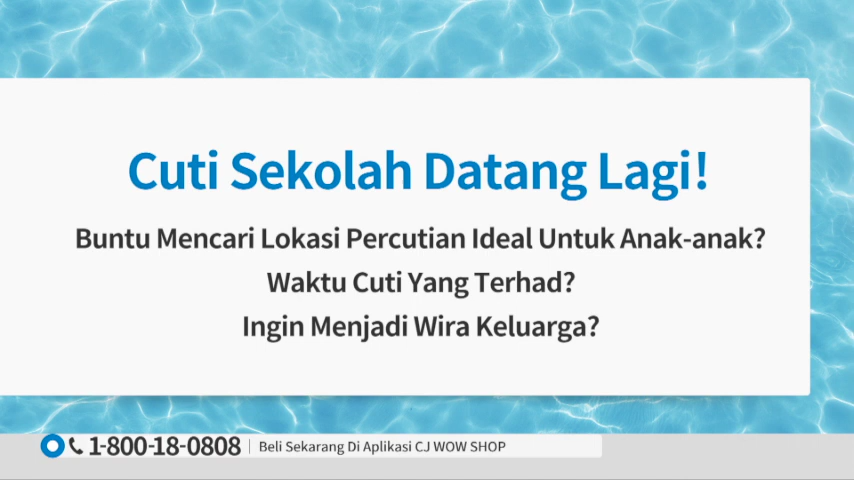 Cuti Sekolah Datang Lagi!
Buntu Mencari Lokasi Percutian Ideal Untuk Anak-anak?
Waktu Cuti Yang Terhad?
Ingin Menjadi Wira Keluarga?
1-800-18-0808 | Beli Sekarang Di Aplikasi CJ WOW SHOP